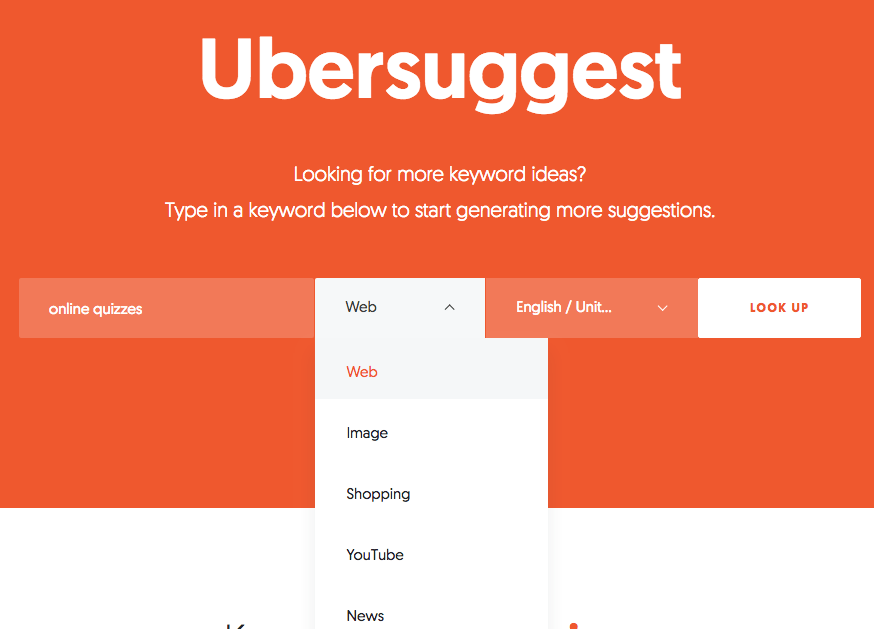 Ubersuggest
Looking for more keyword ideas?
Type in a keyword below to start generating more suggestions.
online quizzes
Web
English / Unit...
LOOK UP
Web
Image
Shopping
YouTube
News